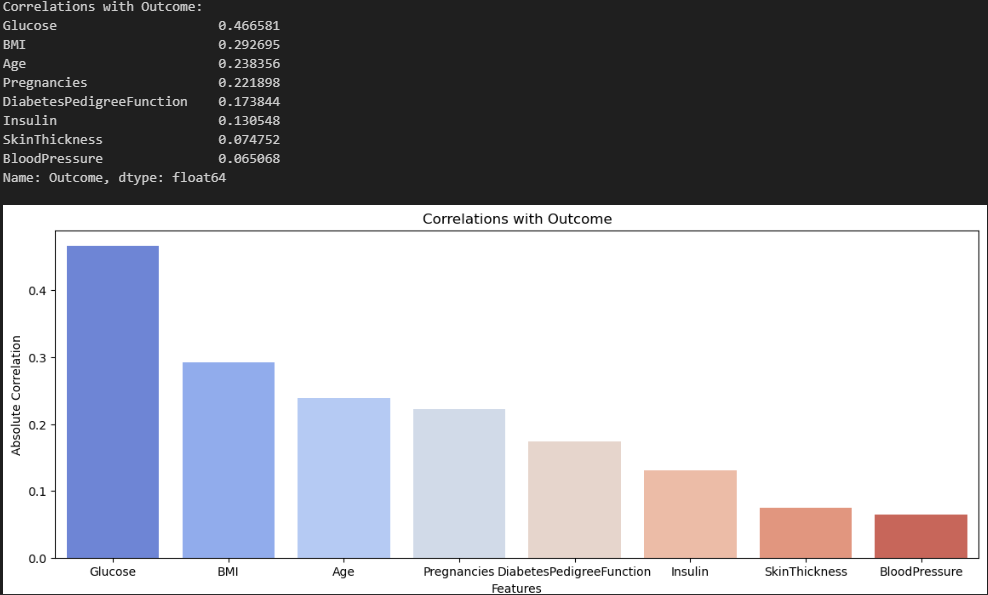 Correlations with Outcome:
Glucose 0.466581
BMI 0.292695
Age 0.238356
Pregnancies 0.221898
DiabetesPedigreeFunction 0.173844
Insulin 0.130548
SkinThickness 0.074752
BloodPressure 0.065068
Name: Outcome, dtype: float64
Correlations with Outcome
Absolute Correlation
0.4
0.3
0.2
0.1
0.0
Glucose BMI Age Pregnancies DiabetesPedigreeFunction Insulin SkinThickness BloodPressure
Features